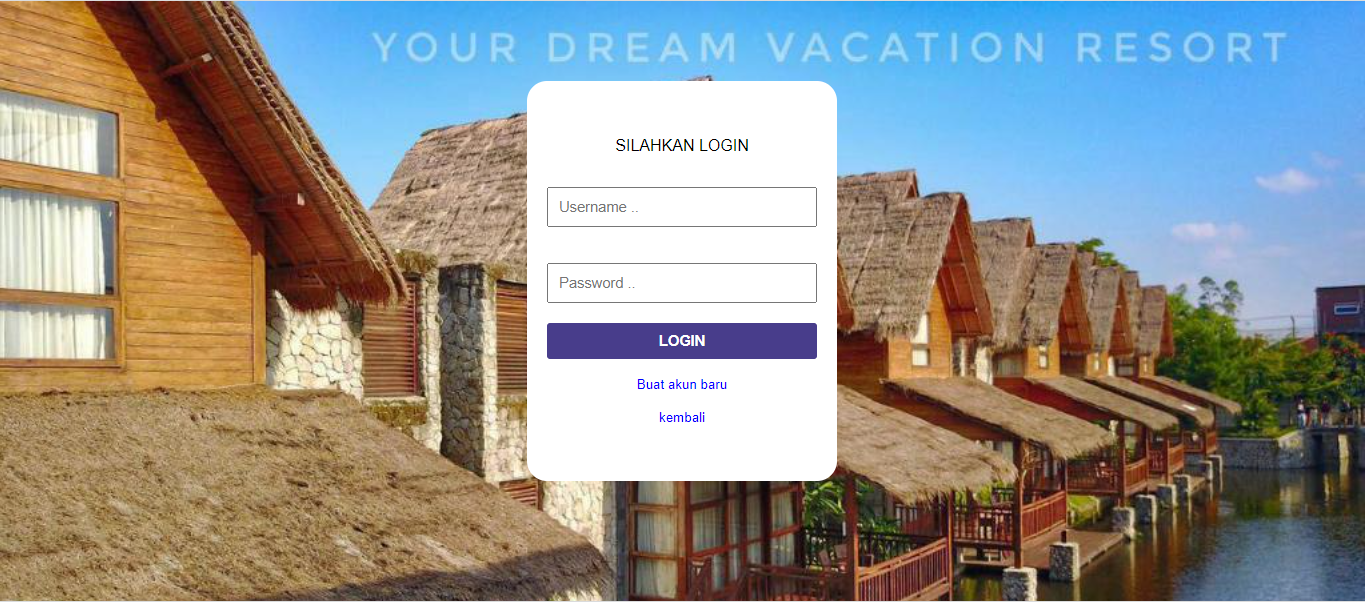 YOUR DREAM VACATION RESORT
SILAHKAN LOGIN
Username ..
Password ..
LOGIN
Buat akun baru
kembali